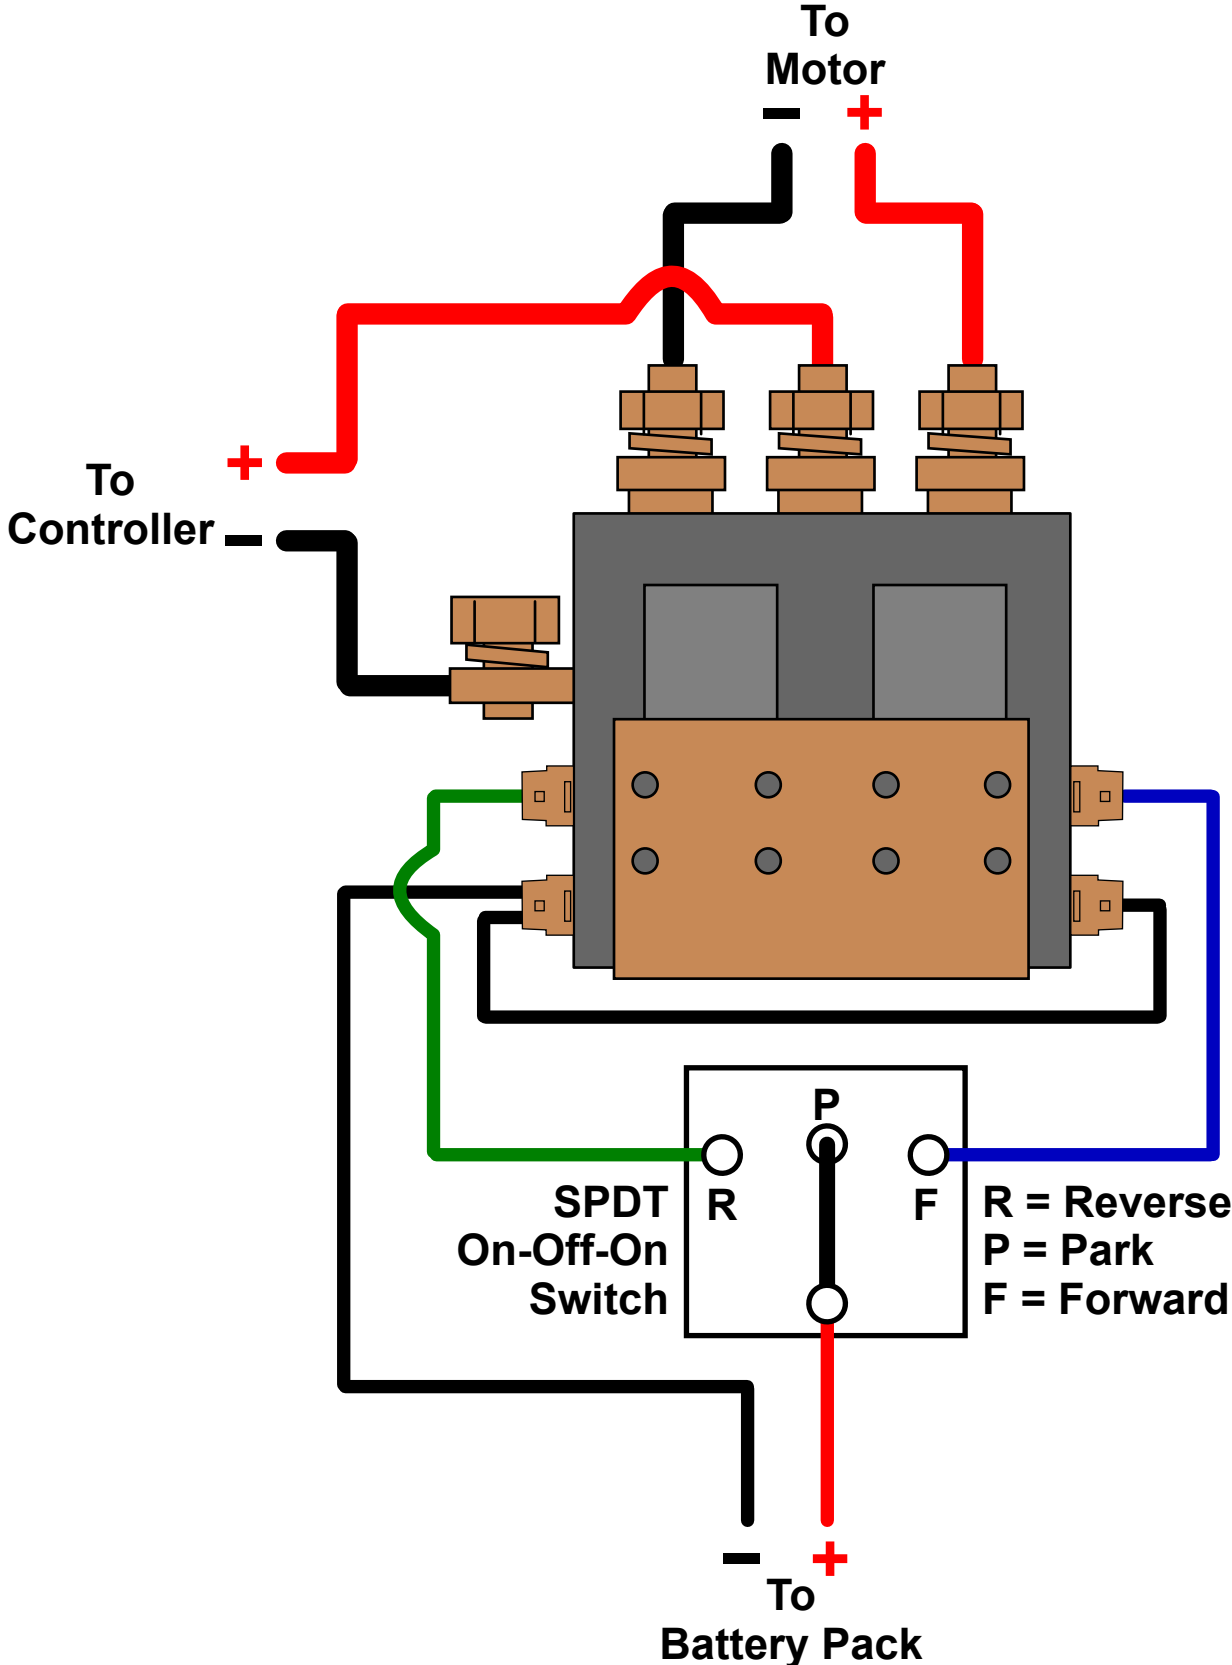 To
Motor
− +
+
To
Controller
−
P
R
F
SPDT
On-Off-On
Switch
R = Reverse
P = Park
F = Forward
− +
To
Battery Pack